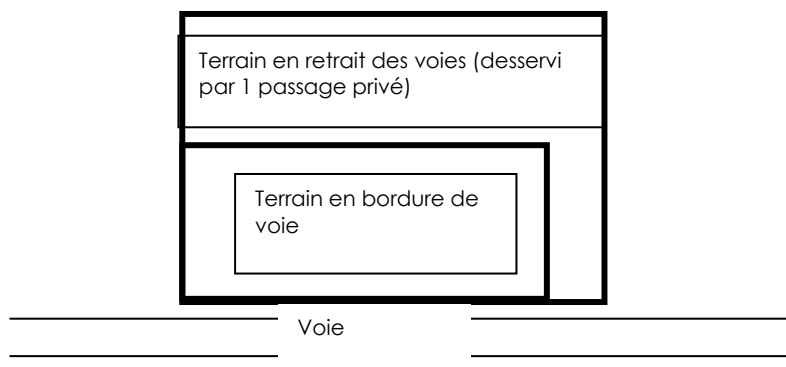 Terrain en retrait des voies (desservi
par 1 passage privé)
Terrain en bordure de
voie
Voie